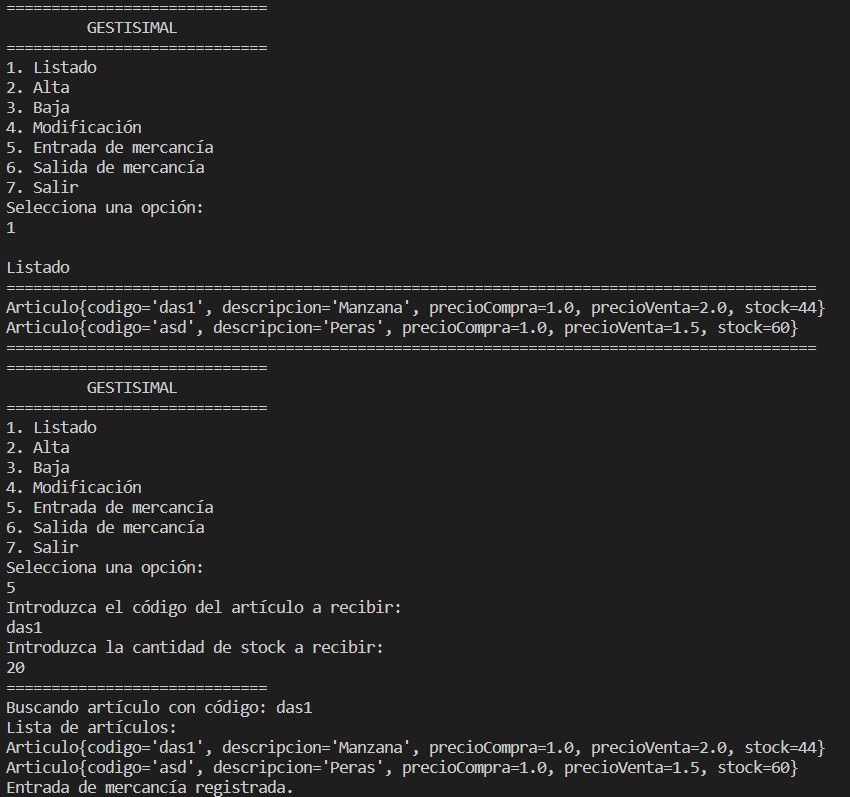 =============================
GESTISIMAL
=============================
1. Listado
2. Alta
3. Baja
4. Modificación
5. Entrada de mercancía
6. Salida de mercancía
7. Salir
Selecciona una opción:
1
Listado
==========================================================================================
Articulo{codigo='das1', descripcion='Manzana', precioCompra=1.0, precioVenta=2.0, stock=44}
Articulo{codigo='asd', descripcion='Peras', precioCompra=1.0, precioVenta=1.5, stock=60}
==========================================================================================
=============================
GESTISIMAL
=============================
1. Listado
2. Alta
3. Baja
4. Modificación
5. Entrada de mercancía
6. Salida de mercancía
7. Salir
Selecciona una opción:
5
Introduzca el código del artículo a recibir:
das1
Introduzca la cantidad de stock a recibir:
20
=============================
Buscando artículo con código: das1
Lista de artículos:
Articulo{codigo='das1', descripcion='Manzana', precioCompra=1.0, precioVenta=2.0, stock=44}
Articulo{codigo='asd', descripcion='Peras', precioCompra=1.0, precioVenta=1.5, stock=60}
Entrada de mercancía registrada.